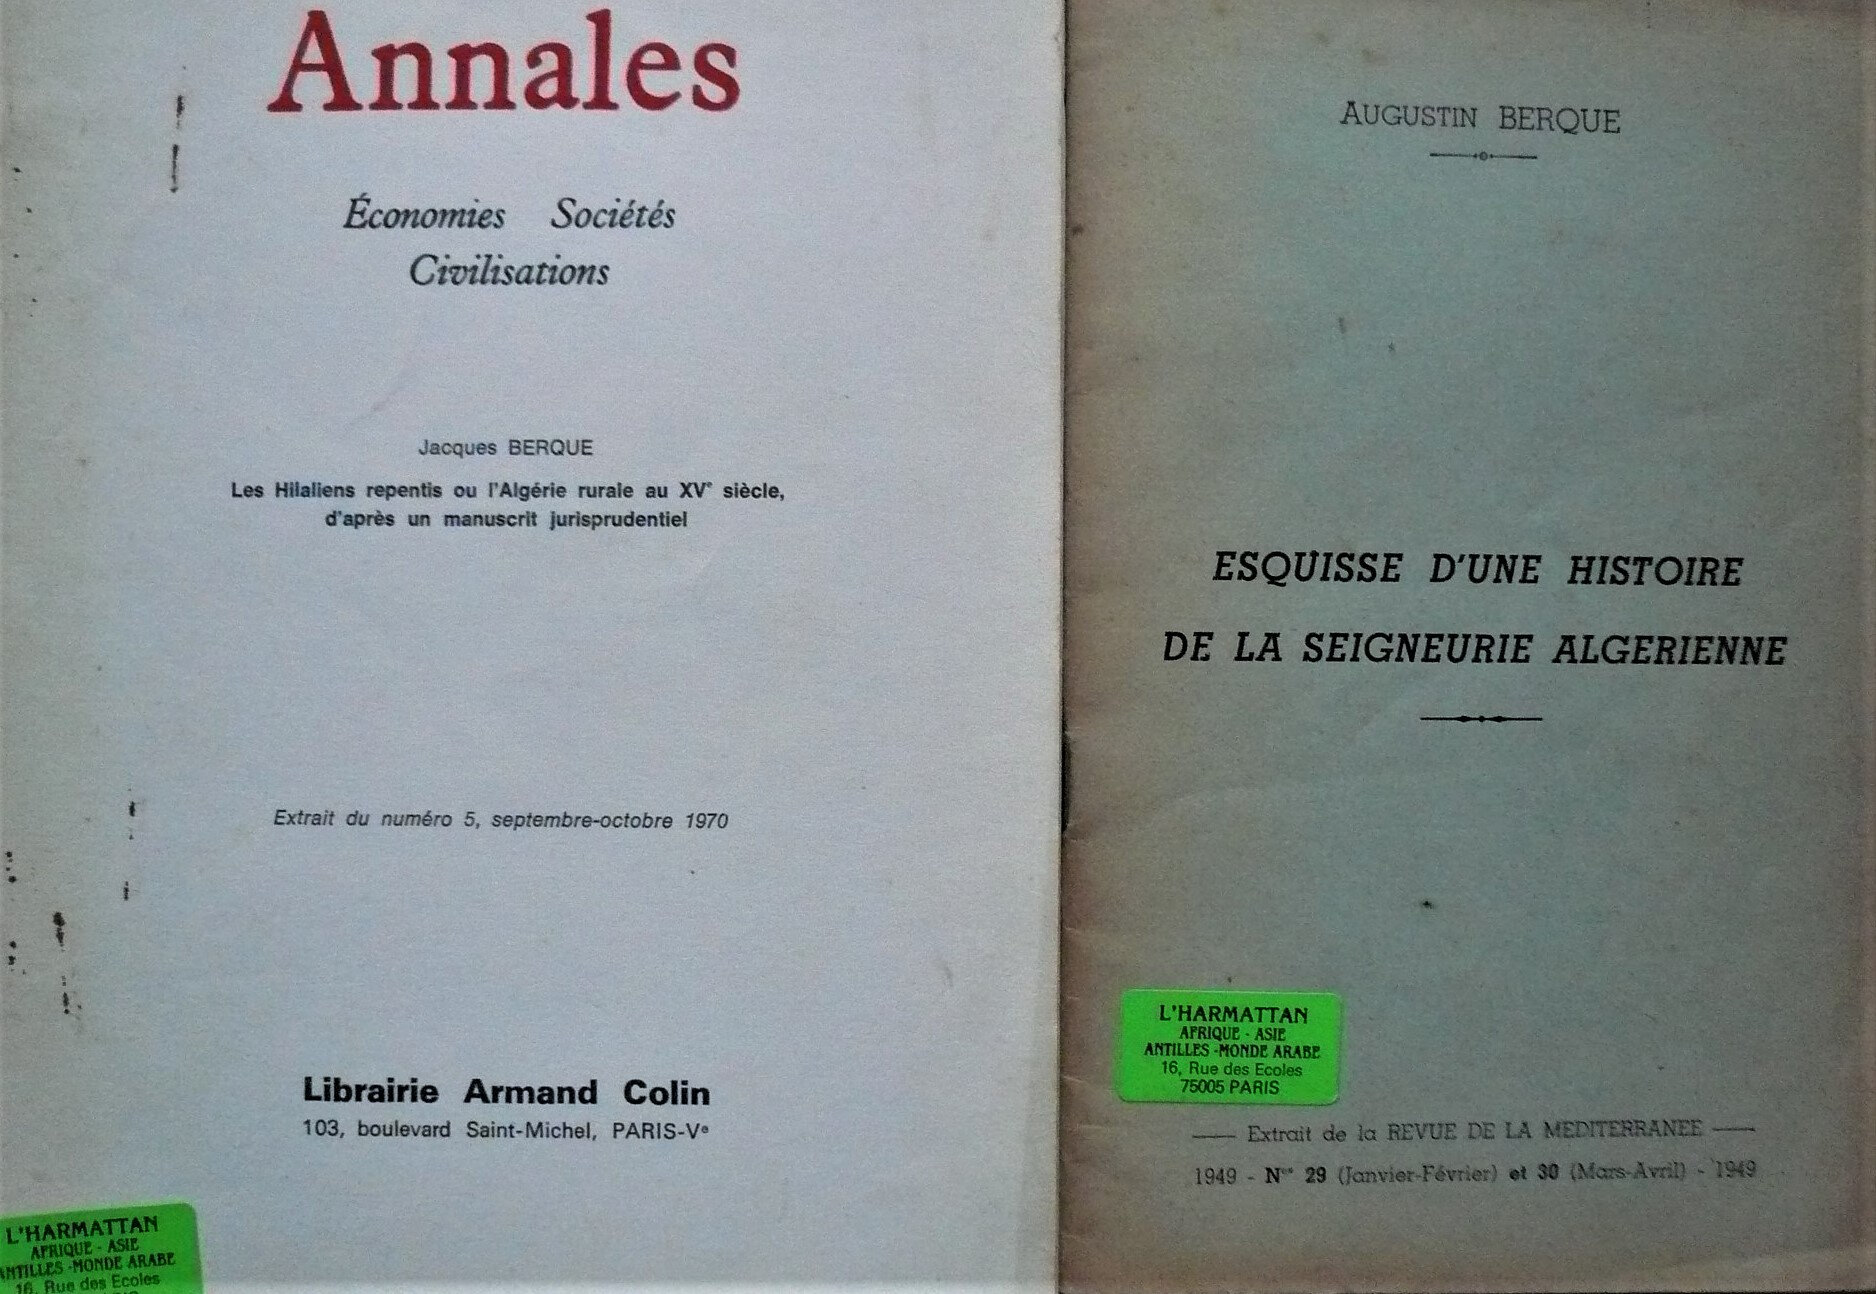 Annales
Économies Sociétés
Civilisations
Jacques BERQUE
Les Hilaliens repentis ou l'Algérie rurale au XVe siècle,
d'après un manuscrit jurisprudentiel
Extrait du numéro 5, septembre-octobre 1970
Librairie Armand Colin
103, boulevard Saint-Michel, PARIS-Ve
L'HARMATTAN
AFRIQUE - ASIE
ANTILLES - MONDE ARABE
16, Rue des Ecoles
AUGUSTIN BERQUE
ESQUISSE D'UNE HISTOIRE
DE LA SEIGNEURIE ALGERIENNE
L'HARMATTAN
AFRIQUE - ASIE
ANTILLES - MONDE ARABE
16, Rue des Ecoles
75005 PARIS
Extrait de la REVUE DE LA MEDITERRANEE
1949 - Nos 29 (Janvier-Février) et 30 (Mars-Avril) - 1949